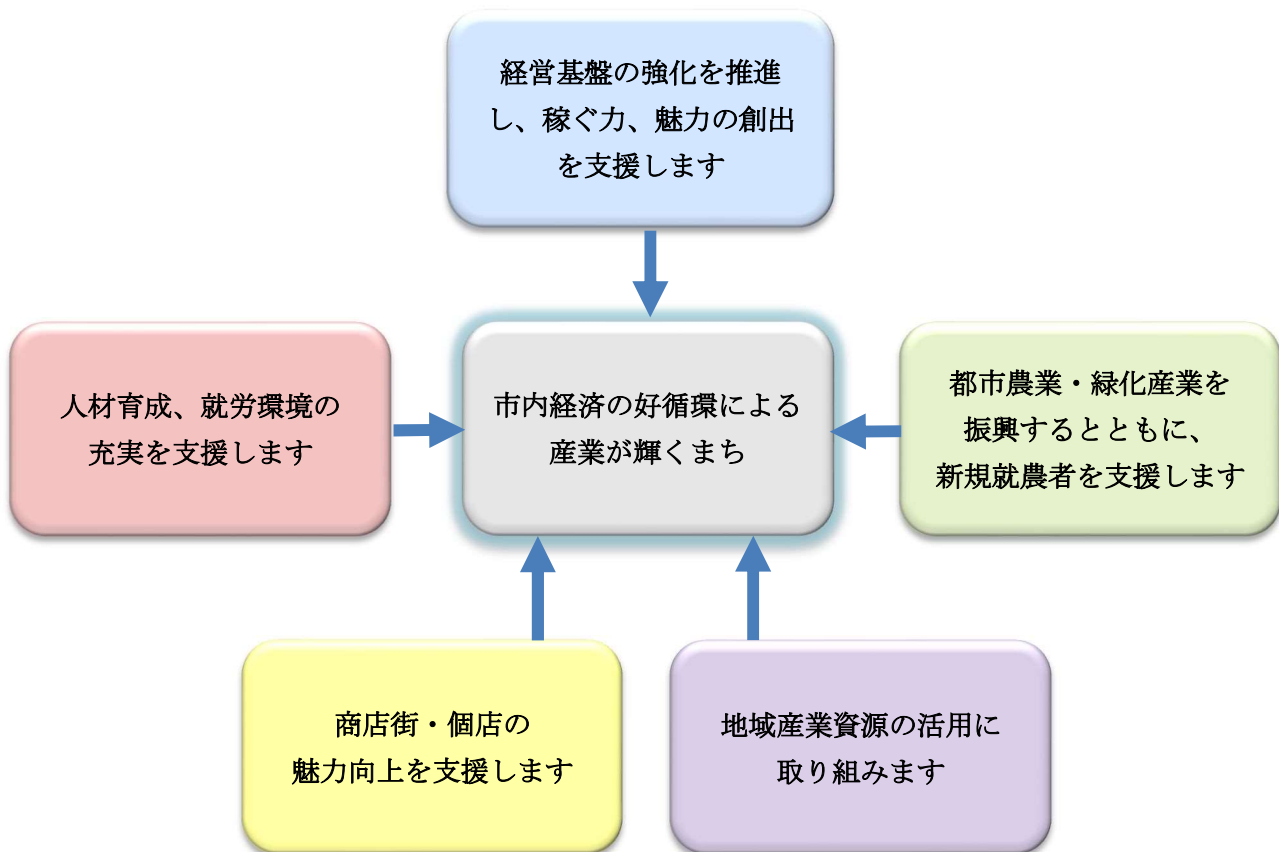 経営基盤の強化を推進
し、稼ぐ力、魅力の創出
を支援します
人材育成、就労環境の
充実を支援します
市内経済の好循環による
産業が輝くまち
都市農業・緑化産業を
振興するとともに、
新規就農者を支援します
商店街・個店の
魅力向上を支援します
地域産業資源の活用に
取り組みます